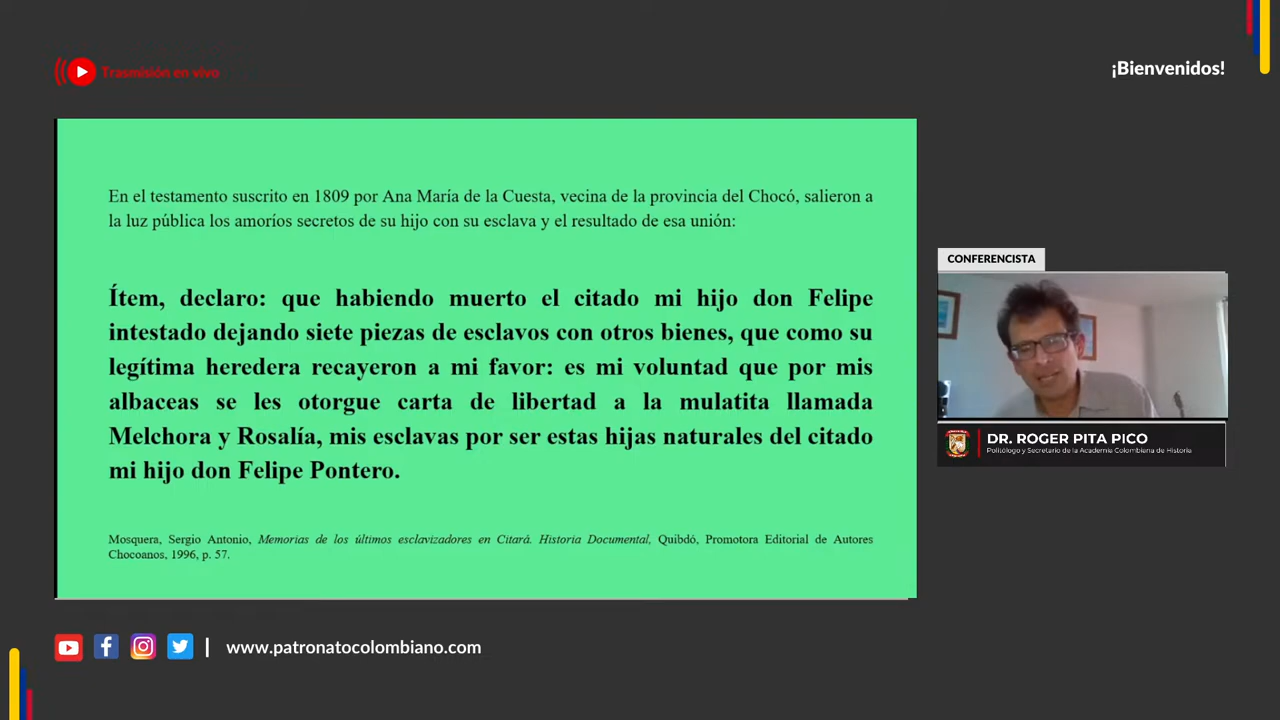 Trasmisión en vivo
¡Bienvenidos!
En el testamento suscrito en 1809 por Ana María de la Cuesta, vecina de la provincia del Chocó, salieron a
la luz pública los amoríos secretos de su hijo con su esclava y el resultado de esa unión:
Ítem, declaro: que habiendo muerto el citado mi hijo don Felipe
intestado dejando siete piezas de esclavos con otros bienes, que como su
legítima heredera recayeron a mi favor: es mi voluntad que por mis
albaceas se les otorgue carta de libertad a la mulatita llamada
Melchora y Rosalía, mis esclavas por ser estas hijas naturales del citado
mi hijo don Felipe Pontero.
Mosquera, Sergio Antonio, Memorias de los últimos esclavizadores en Citará. Historia Documental, Quibdó, Promotora Editorial de Autores
Chocoanos, 1996, p. 57.
CONFERENCISTA
DR. ROGER PITA PICO
Politólogo y Secretario de la Academia Colombiana de Historia
www.patronatocolombiano.com